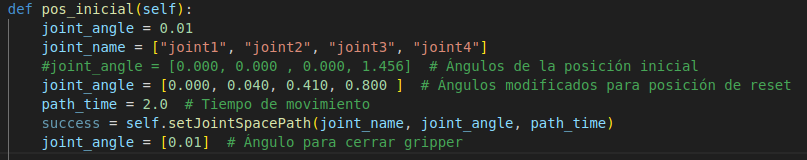 def pos_inicial(self):
    joint_angle = 0.01
    joint_name = ["joint1", "joint2", "joint3", "joint4"]
    #joint_angle = [0.000, 0.000 , 0.000, 1.456]  # Ángulos de la posición inicial
    joint_angle = [0.000, 0.040, 0.410, 0.800 ]  # Ángulos modificados para posición de reset
    path_time = 2.0  # Tiempo de movimiento
    success = self.setJointSpacePath(joint_name, joint_angle, path_time)
    joint_angle = [0.01]  # Ángulo para cerrar gripper